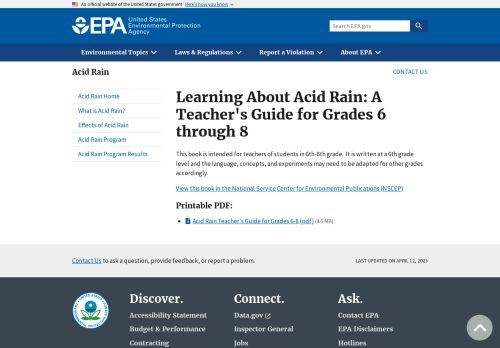 An official website of the United States government Here's how you know
EPA United States
Environmental Protection
Agency
Search EPA.gov
Environmental Topics
Laws & Regulations
Report a Violation
About EPA
Acid Rain
CONTACT US
Acid Rain Home
What is Acid Rain?
Effects of Acid Rain
Acid Rain Program
Acid Rain Program Results
Learning About Acid Rain: A
Teacher's Guide for Grades 6
through 8
This book is intended for teachers of students in 6th-8th grade. It is written at a 6th grade
level and the language, concepts, and experiments may need to be adapted for other grades
accordingly.
View this book in the National Service Center for Environmental Publications (NSCEP)
Printable PDF:
Acid Rain Teacher's Guide for Grades 6-8 (pdf) (4.6 MB)
Contact Us to ask a question, provide feedback, or report a problem.
LAST UPDATED ON APRIL 12, 2023
Discover.
Accessibility Statement
Budget & Performance
Contracting
Connect.
Data.gov
Inspector General
Jobs
Ask.
Contact EPA
EPA Disclaimers
Hotlines